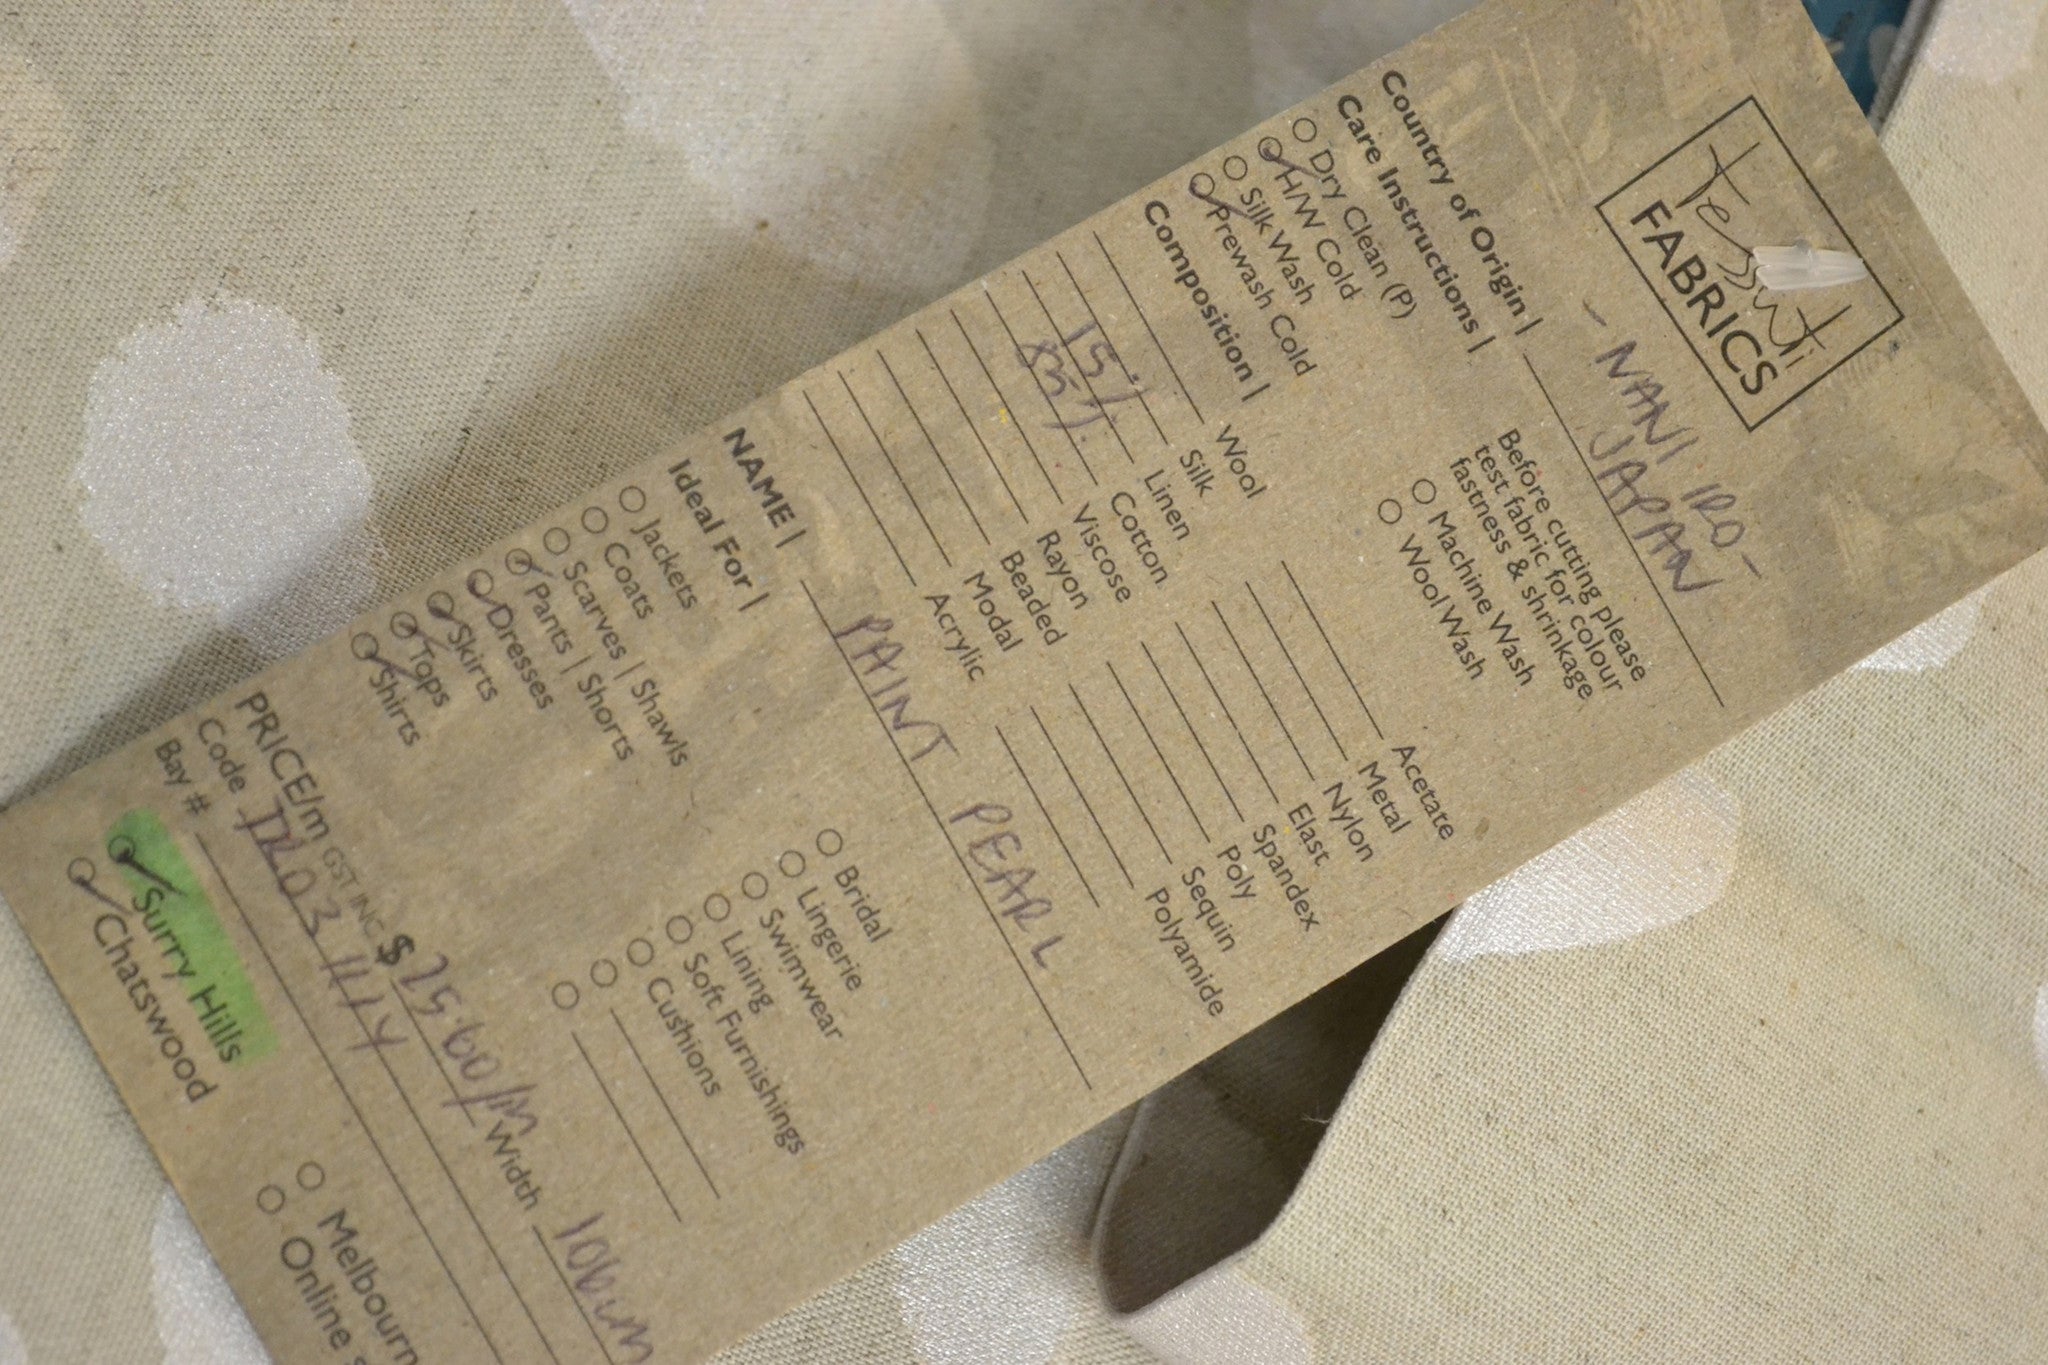 Tessuti
FABRICS
- NANI IRO -
Country of Origin | JAPAN
Care Instructions |
Before cutting please
test fabric for colour
fastness & shrinkage
Dry Clean (P)
H/W Cold
Silk Wash
Prewash Cold
Machine Wash
Wool Wash
Composition |
Wool
Silk
15% Linen
85% Cotton
Viscose
Rayon
Beaded
Modal
Acrylic
Acetate
Metal
Nylon
Elast
Spandex
Poly
Sequin
Polyamide
NAME | PAINT PEARL
Ideal For |
Jackets
Coats
Scarves | Shawls
Pants | Shorts
Dresses
Skirts
Tops
Shirts
Bridal
Lingerie
Swimwear
Lining
Soft Furnishings
Cushions
PRICE/m GST INC $ 25.60/m Width 106cm
Code
Bay #
Surry Hills
Chatswood
Melbourn
Online